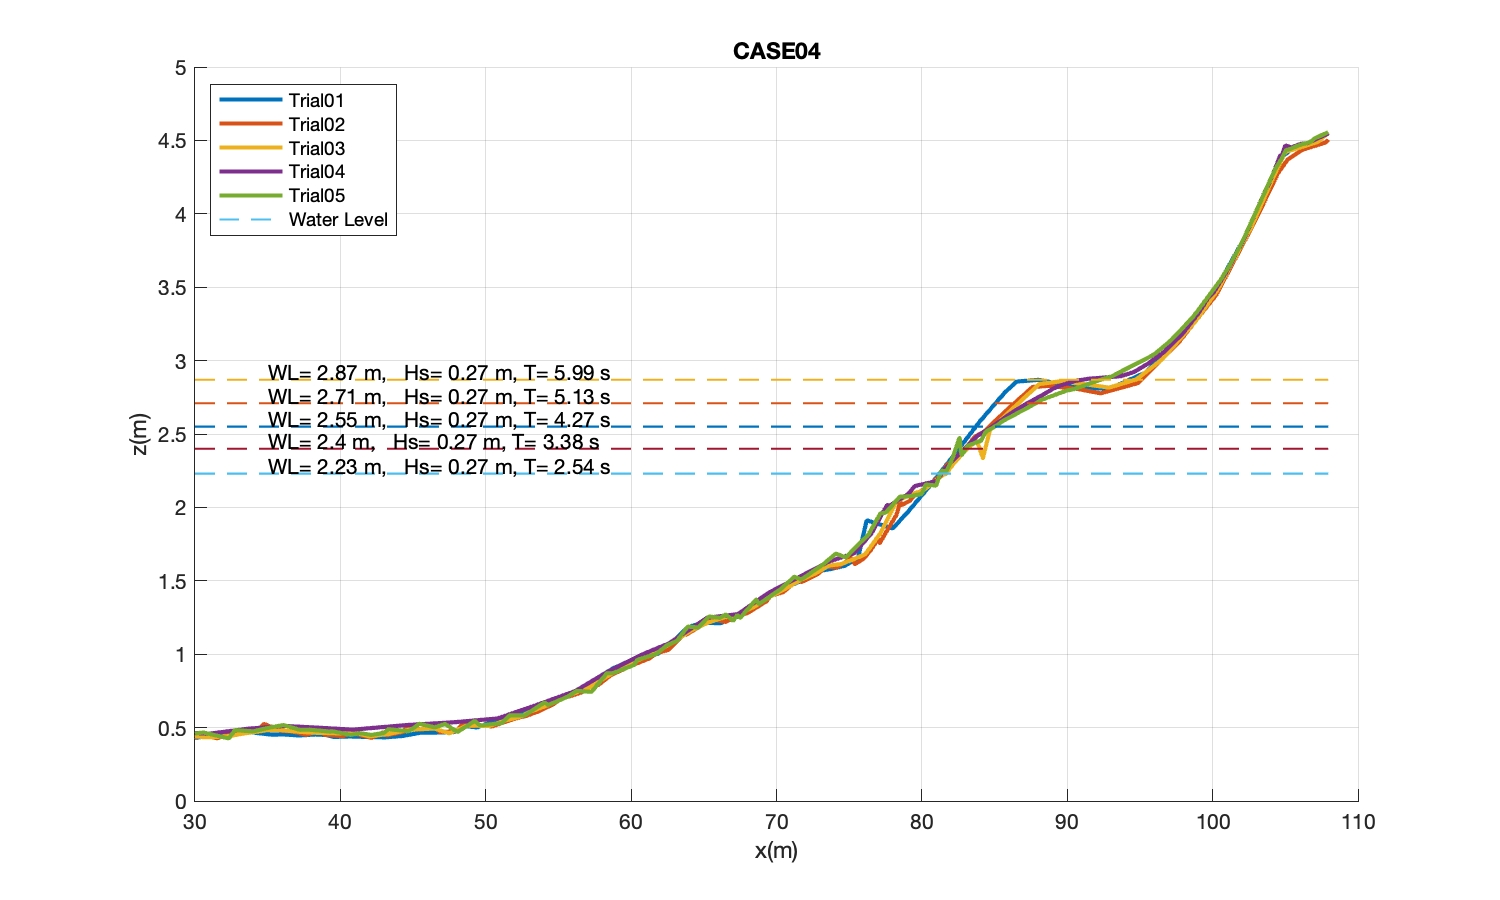 CASE04
5
4.5
4
3.5
3
2.5
2
1.5
1
0.5
0
z(m)
Trial01
Trial02
Trial03
Trial04
Trial05
Water Level
WL= 2.87 m, Hs= 0.27 m, T= 5.99 s
WL= 2.71 m, Hs= 0.27 m, T= 5.13 s
WL= 2.55 m, Hs= 0.27 m, T= 4.27 s
WL= 2.4 m, Hs= 0.27 m, T= 3.38 s
WL= 2.23 m, Hs= 0.27 m, T= 2.54 s
30 40 50 60 70 80 90 100 110
x(m)